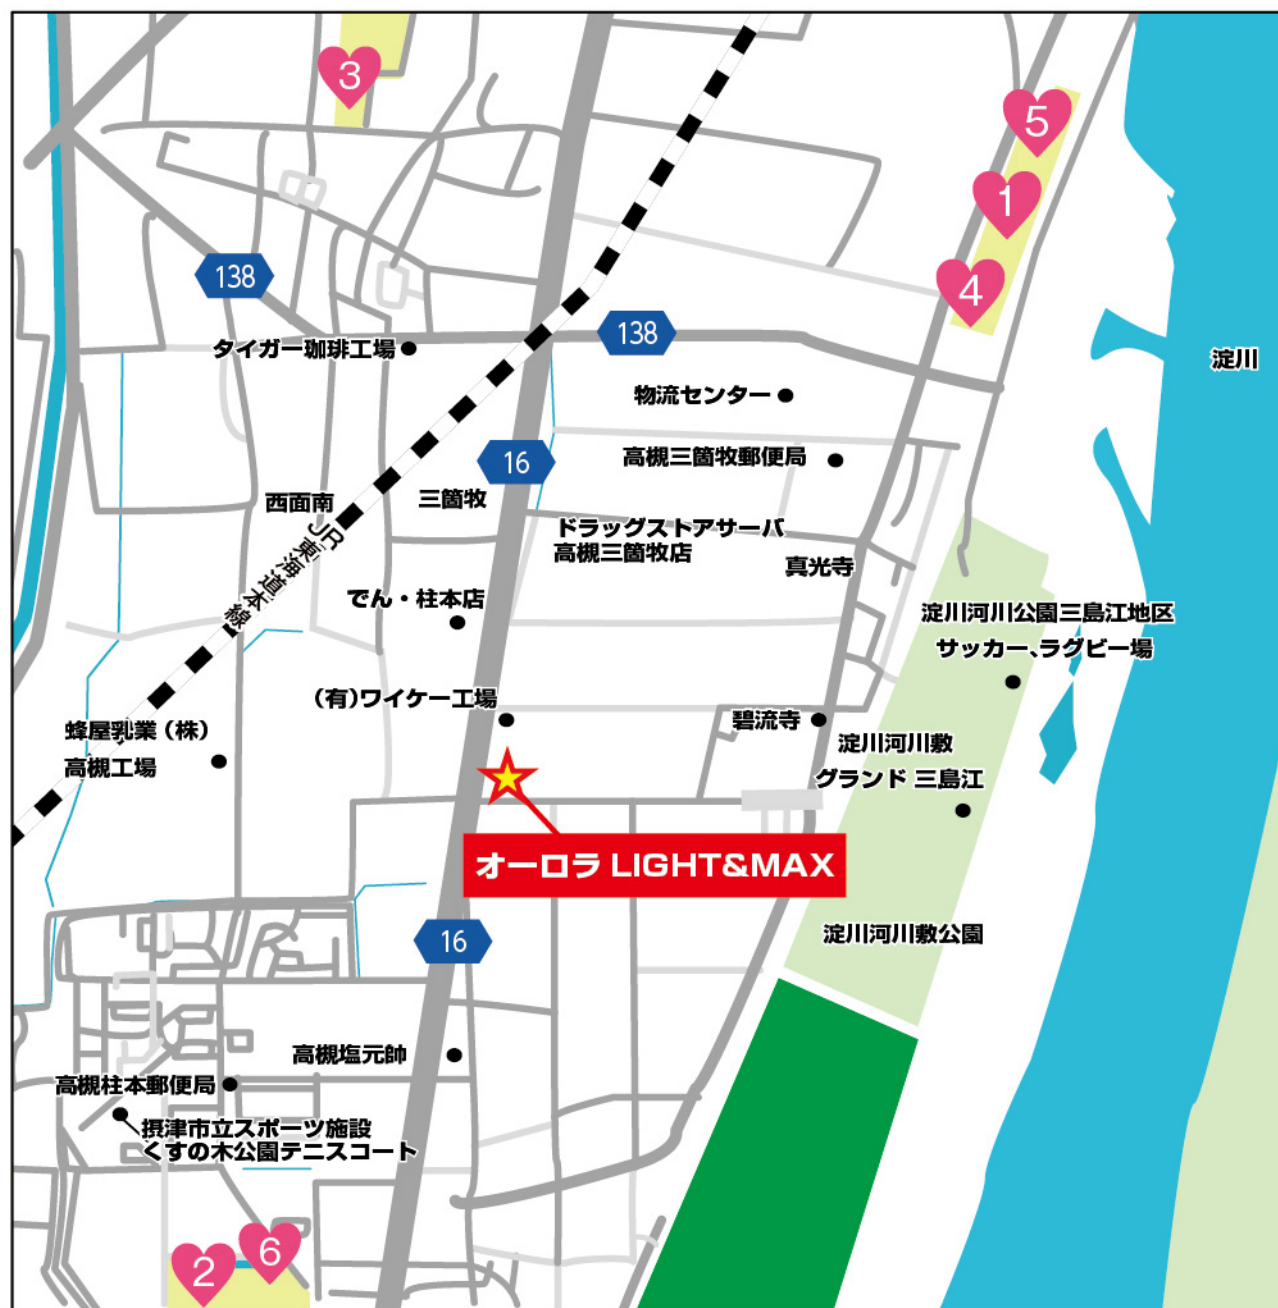 3
5
1
4
138
138
タイガー珈琲工場
淀川
物流センター
16
高槻三箇牧郵便局
西面南
三箇牧
JR東海道本線
ドラッグストアサーバ
高槻三箇牧店
真光寺
でん・柱本店
淀川河川公園三島江地区
サッカー、ラグビー場
(有)ワイケー工場
蜂屋乳業(株)
高槻工場
碧流寺
淀川河川敷
グランド 三島江
オーロラ LIGHT&MAX
16
淀川河川敷公園
高槻塩元帥
高槻柱本郵便局
摂津市立スポーツ施設
くすの木公園テニスコート
2
6